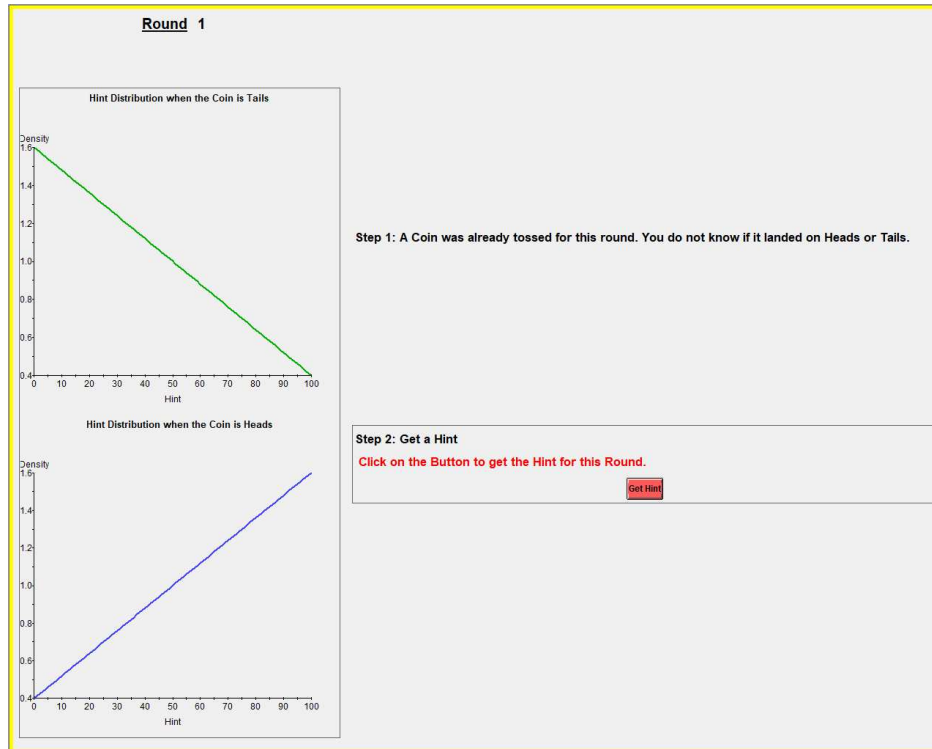 Round 1
Hint Distribution when the Coin is Tails
Density
1.6
1.4
1.2
1.0
0.8
0.6
0.4
0 10 20 30 40 50 60 70 80 90 100
Hint
Step 1: A Coin was already tossed for this round. You do not know if it landed on Heads or Tails.
Hint Distribution when the Coin is Heads
Density
1.6
1.4
1.2
1.0
0.8
0.6
0.4
0 10 20 30 40 50 60 70 80 90 100
Hint
Step 2: Get a Hint
Click on the Button to get the Hint for this Round.
Get Hint